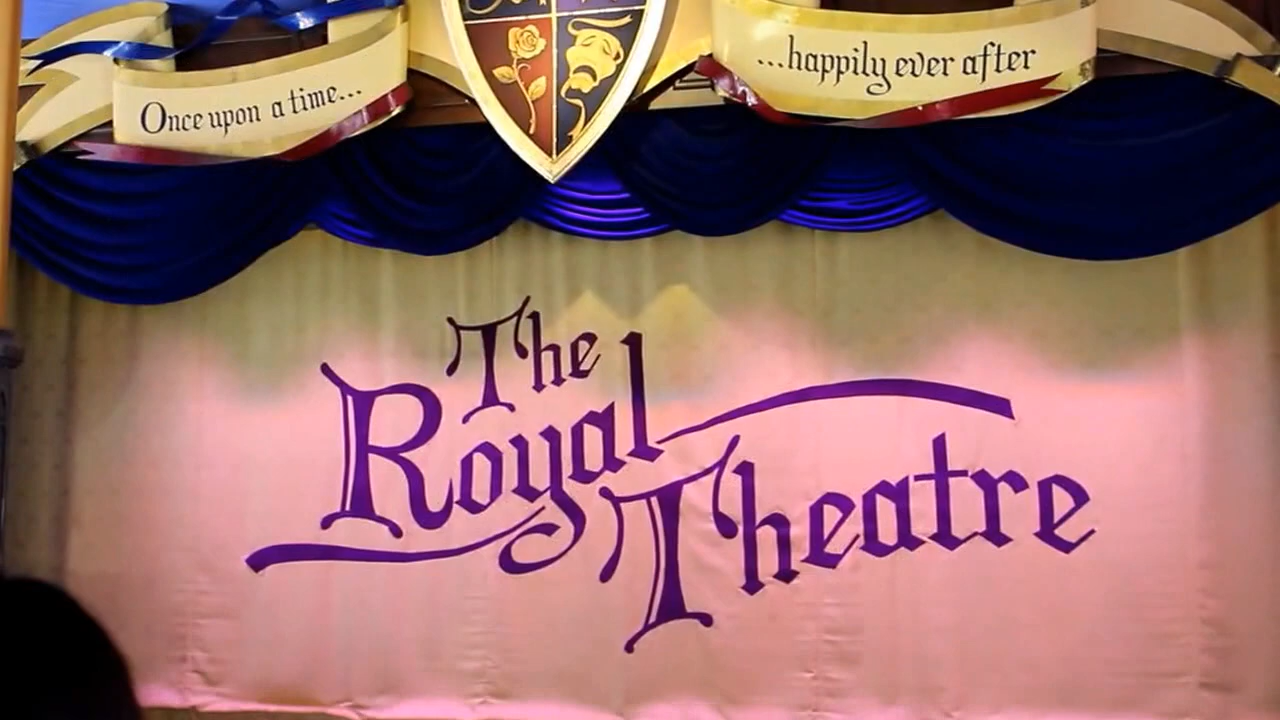 Once upon a time...
...happily ever after
The
Royal
Theatre